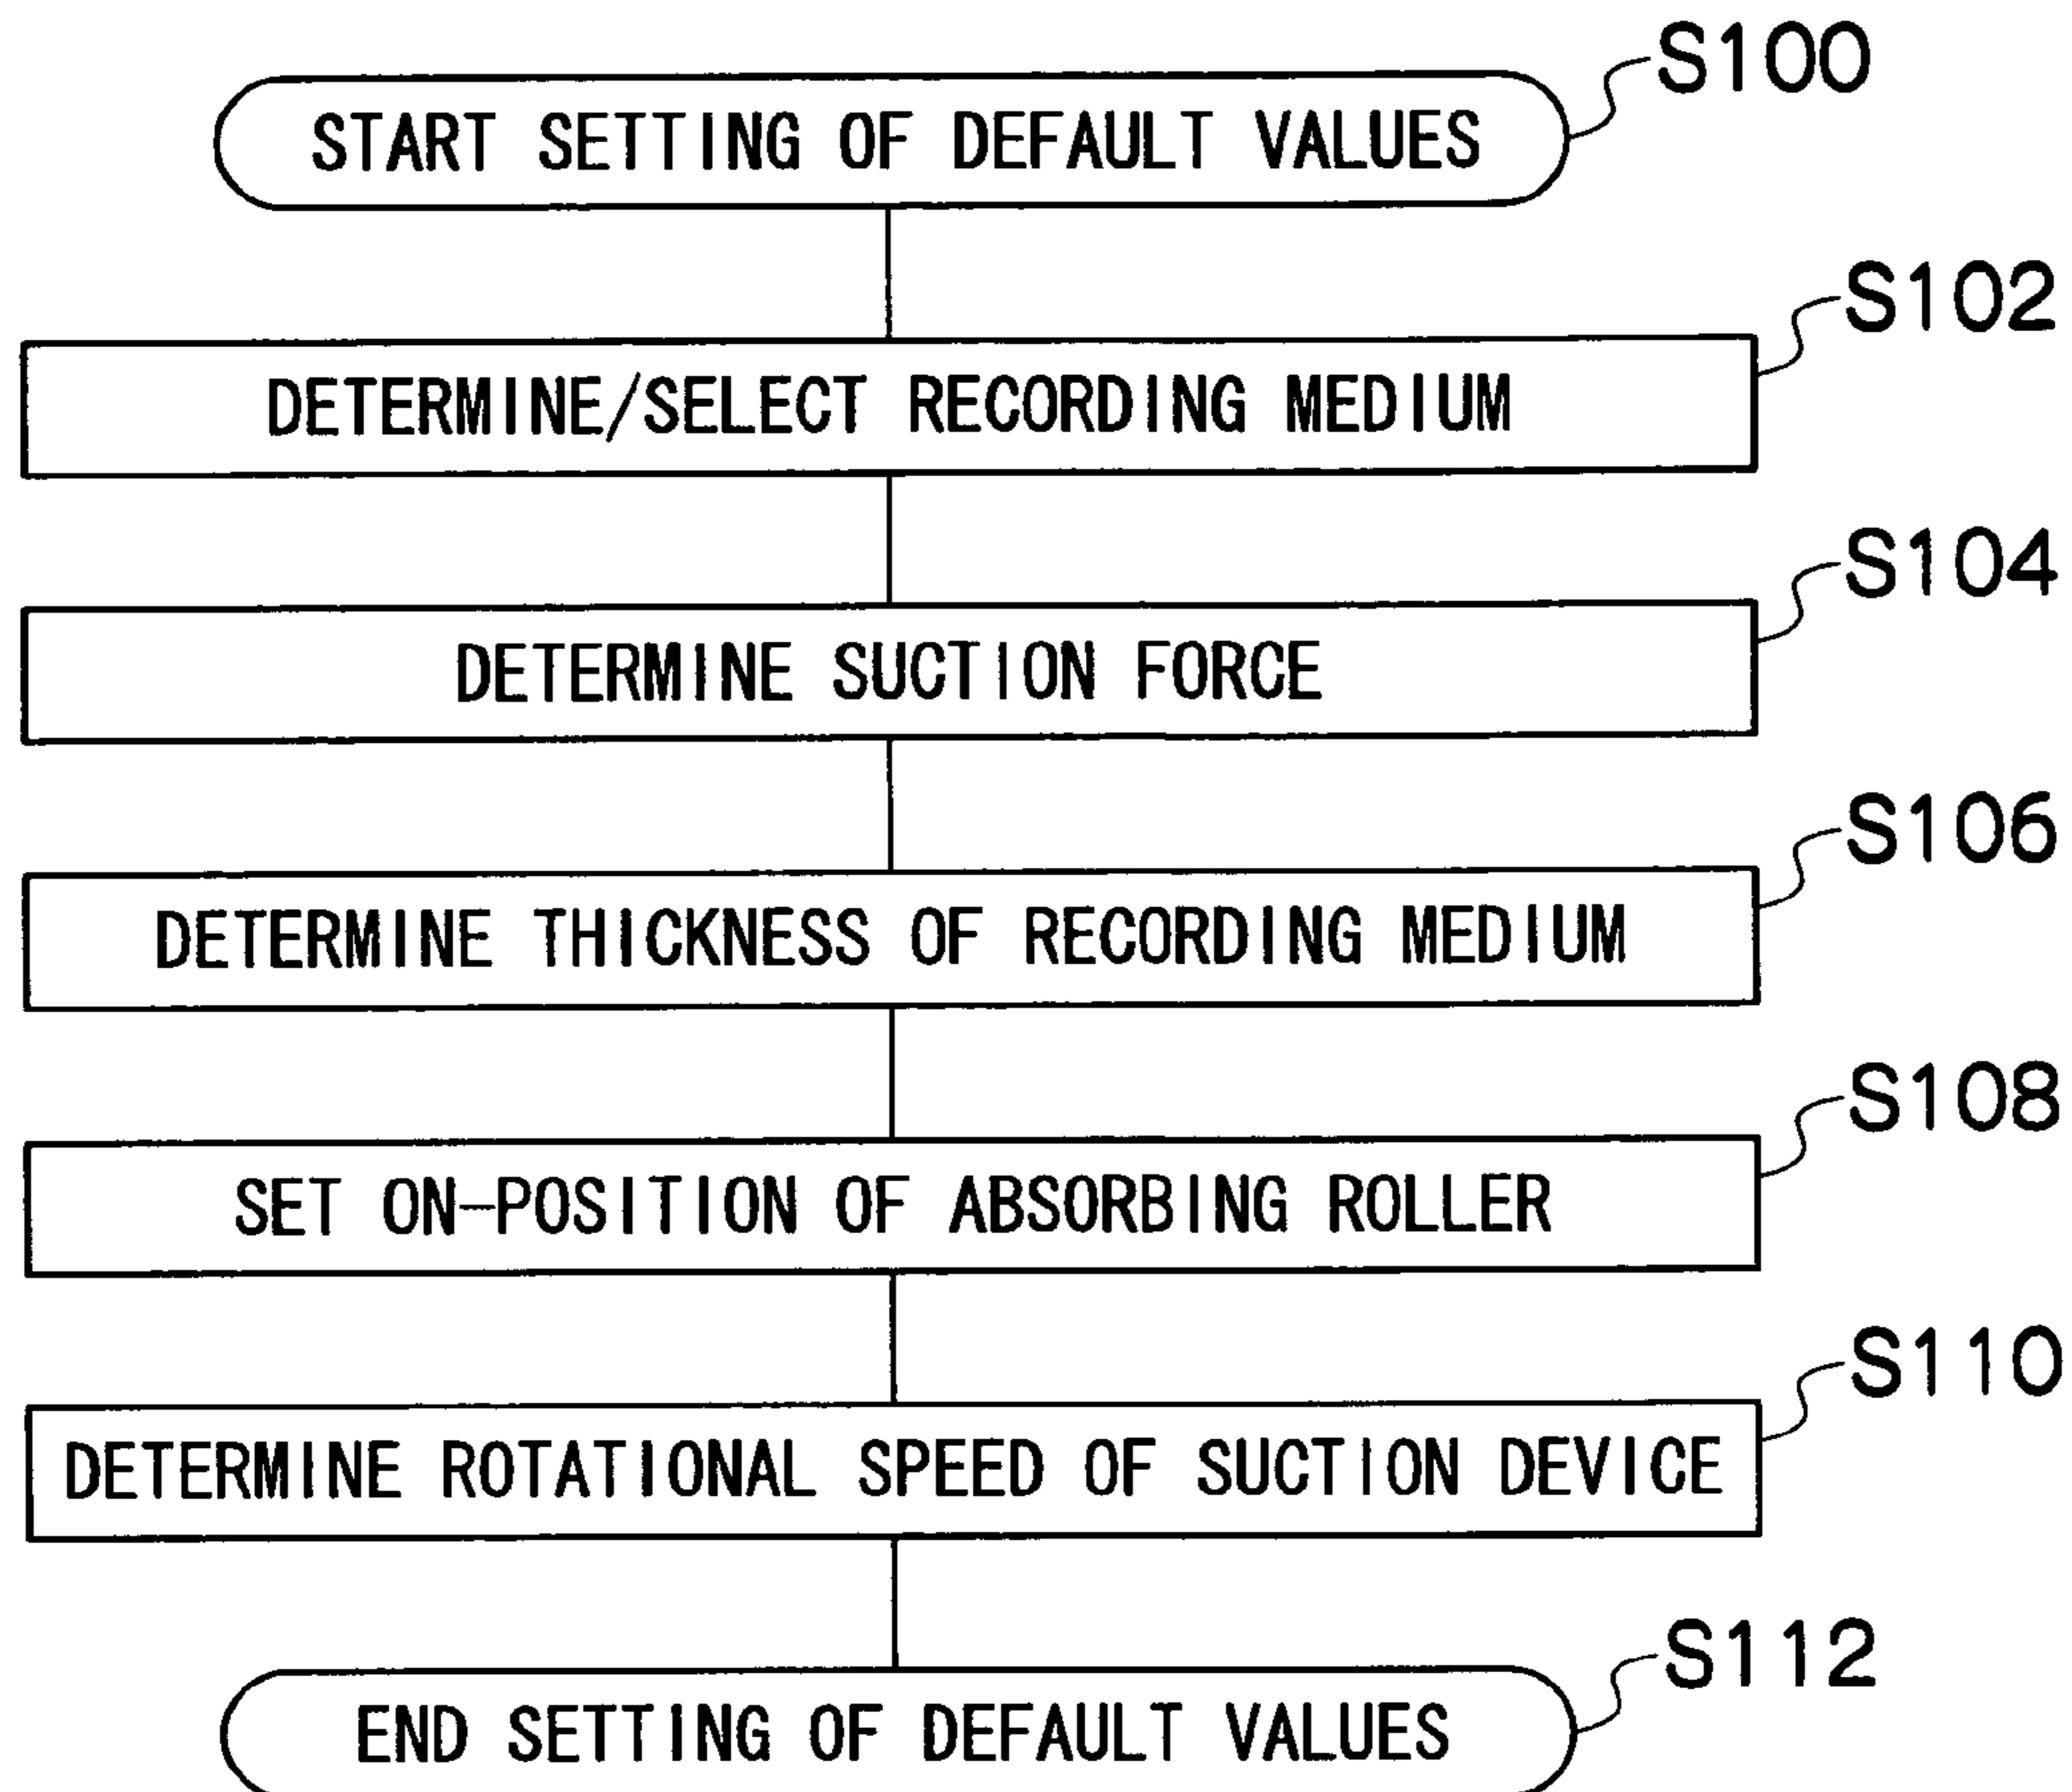 S100
START SETTING OF DEFAULT VALUES
S102
DETERMINE/SELECT RECORDING MEDIUM
S104
DETERMINE SUCTION FORCE
S106
DETERMINE THICKNESS OF RECORDING MEDIUM
S108
SET ON-POSITION OF ABSORBING ROLLER
S110
DETERMINE ROTATIONAL SPEED OF SUCTION DEVICE
S112
END SETTING OF DEFAULT VALUES